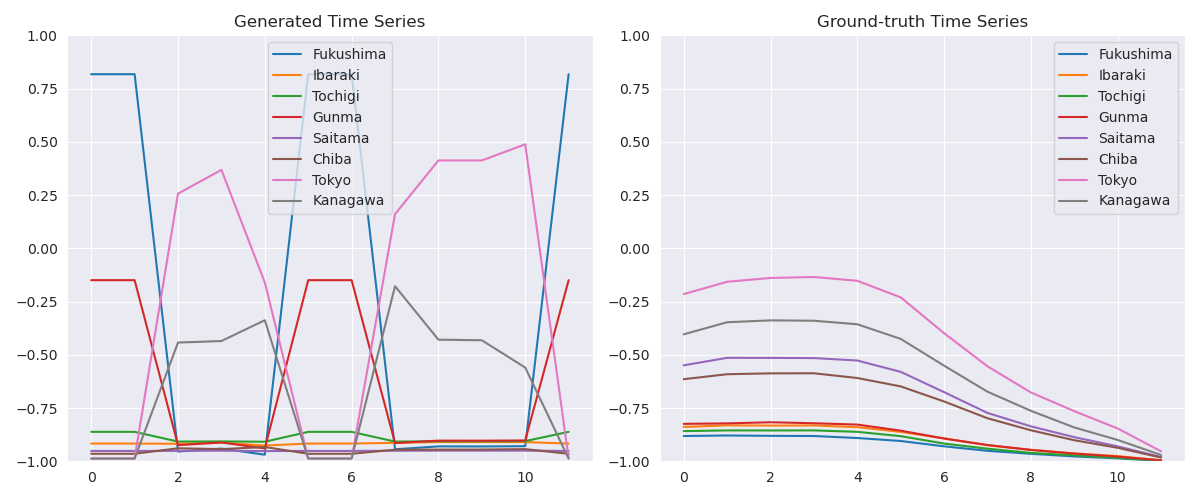 Generated Time Series
1.00
0.75
0.50
0.25
0.00
−0.25
−0.50
−0.75
−1.00
0 2 4 6 8 10
Fukushima
Ibaraki
Tochigi
Gunma
Saitama
Chiba
Tokyo
Kanagawa
Ground-truth Time Series
1.00
0.75
0.50
0.25
0.00
−0.25
−0.50
−0.75
−1.00
0 2 4 6 8 10
Fukushima
Ibaraki
Tochigi
Gunma
Saitama
Chiba
Tokyo
Kanagawa